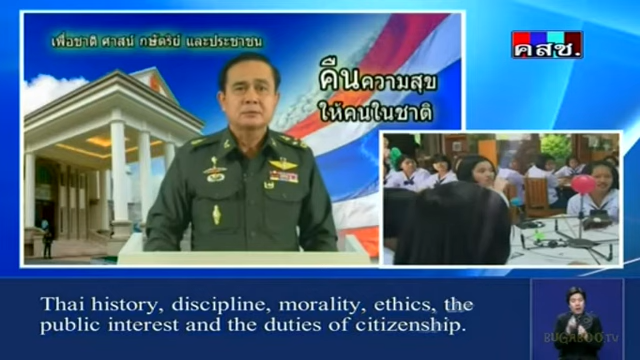 เพื่อชาติ ศาสน์ กษัตริย์ และประชาชน
คสช.
คืนความสุข
ให้คนในชาติ
Thai history, discipline, morality, ethics, the
public interest and the duties of citizenship.
BUGABOO.TV